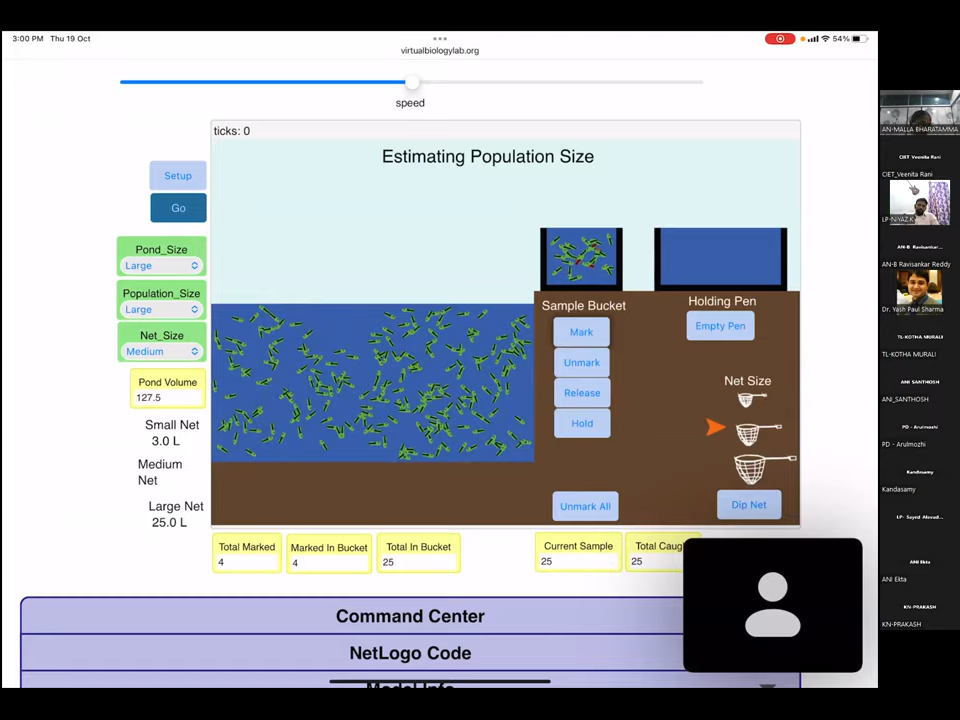 3:00 PM Thu 19 Oct
54%
virtualbiologylab.org
speed
ticks: 0
Estimating Population Size
Setup
Go
Pond_Size
Large
Population_Size
Large
Net_Size
Medium
Pond Volume
127.5
Small Net
3.0 L
Medium
Net
Large Net
25.0 L
Sample Bucket
Mark
Unmark
Release
Hold
Unmark All
Holding Pen
Empty Pen
Net Size
Dip Net
Total Marked
4
Marked In Bucket
4
Total In Bucket
25
Current Sample
25
Total Caug
25
Command Center
NetLogo Code
Model Info
AN-MALLA BHARATAMMA
CIET Veenita Rani
CIET_Veenita Rani
LP-NIYAZ K
AN-B Ravisankar...
AN-B Ravisankar Reddy
Dr. Yash Paul Sharma
TL-KOTHA MURALI
TL-KOTHA MURALI
ANI SANTHOSH
ANI_SANTHOSH
PD - Arulmozhi
PD - Arulmozhi
Kandasamy
Kandasamy
ANI Ekta
ANI Ekta
KN-PRAKASH
KN-PRAKASH